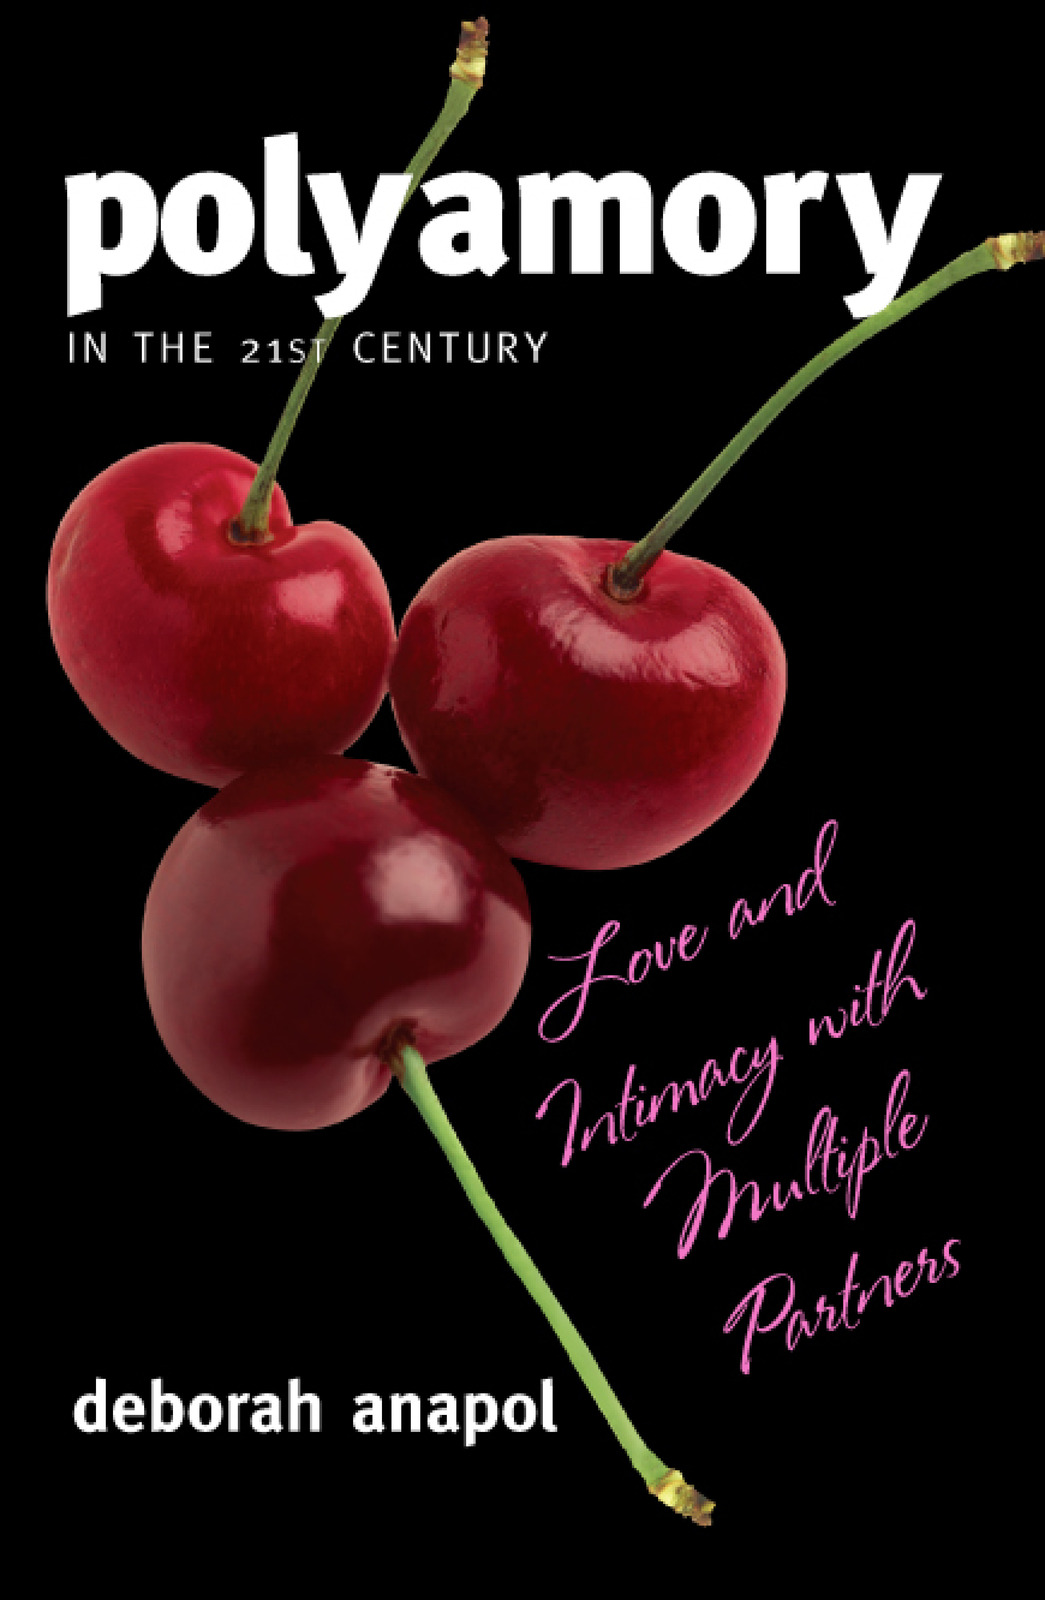 polyamory
IN THE 21ST CENTURY
Love and
Intimacy with
Multiple
Partners
deborah anapol